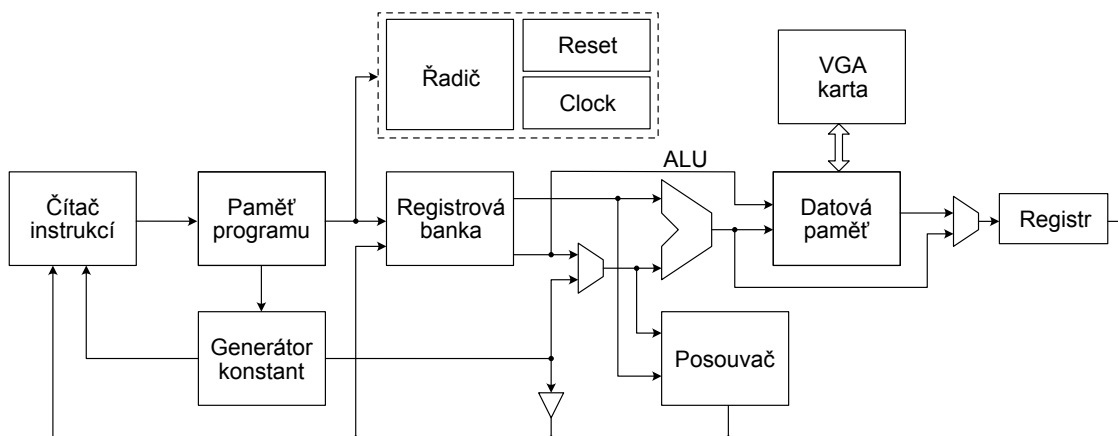 Řadič
Reset
Clock
VGA
karta
ALU
Čítač
instrukcí
Paměť
programu
Registrová
banka
Datová
paměť
Registr
Generátor
konstant
Posouvač